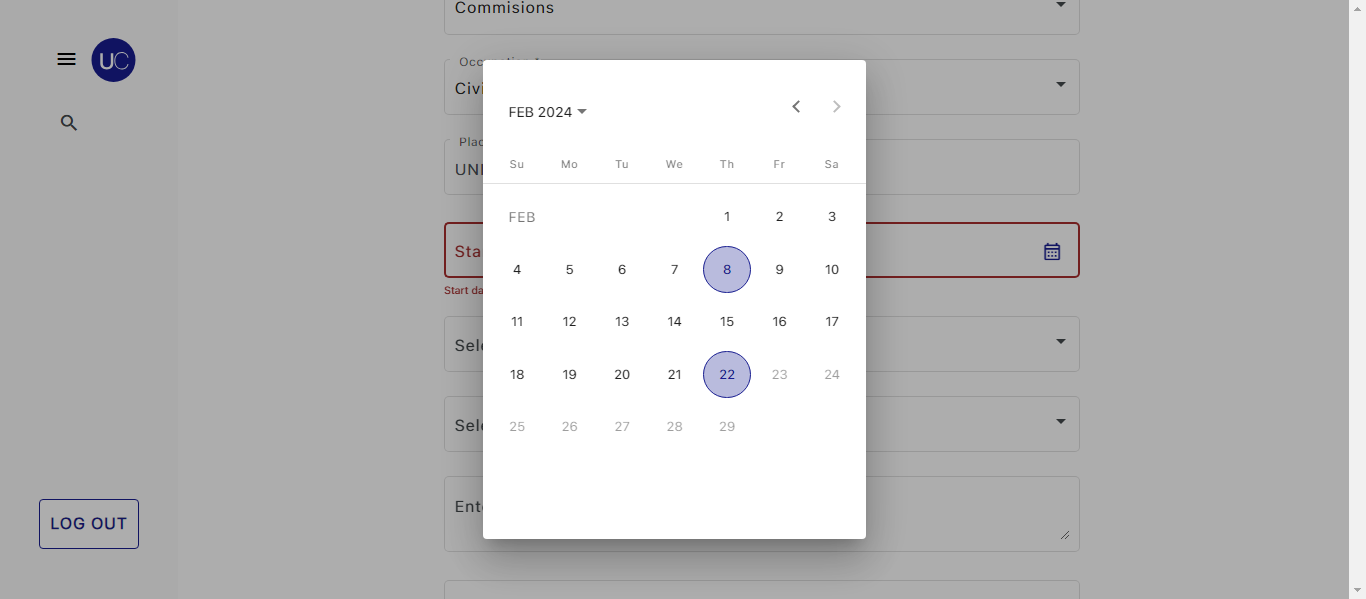 Commisions
UC
Civi
FEB 2024
Su Mo Tu We Th Fr Sa
UNI
FEB 1 2 3
Sta
4 5 6 7 8 9 10
Start da
11 12 13 14 15 16 17
Sele
18 19 20 21 22 23 24
Sele
25 26 27 28 29
Ente
LOG OUT